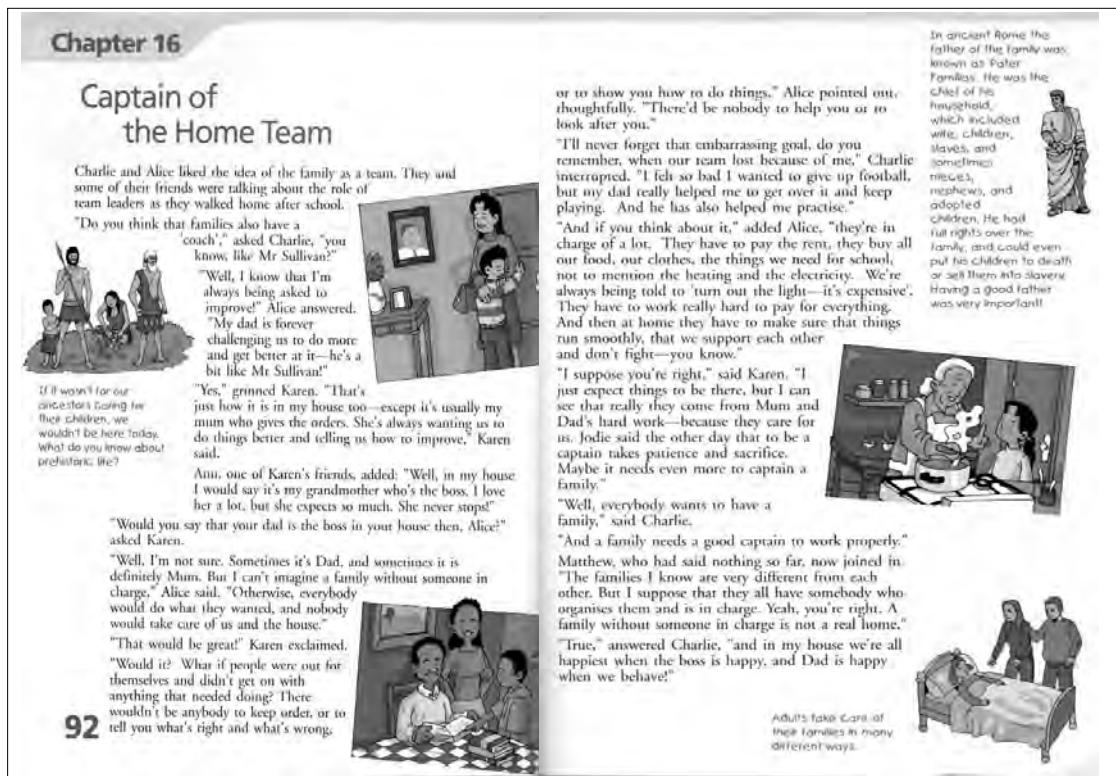 Chapter 16
Captain of
the Home Team
Charlie and Alice liked the idea of the family as a team. They and
some of their friends were talking about the role of
team leaders as they walked home after school.
"Do you think that families also have a
'coach'," asked Charlie, "you
know, like Mr Sullivan?"
"Well, I know that I'm
always being asked to
improve!" Alice answered.
"My dad is forever
challenging us to do more
and get better at it—he's a
bit like Mr Sullivan!"
If it wasn't for our
ancestors caring for
their children, we
wouldn't be here today.
What do you know about
prehistoric life?
"Yes," grinned Karen. "That's
just how it is in my house too—except it's usually my
mum who gives the orders. She's always wanting us to
do things better and telling us how to improve," Karen
said.
Ann, one of Karen's friends, added: "Well, in my house
I would say it's my grandmother who's the boss. I love
her a lot, but she expects so much. She never stops!"
"Would you say that your dad is the boss in your house then, Alice?"
asked Karen.
"Well, I'm not sure. Sometimes it's Dad, and sometimes it is
definitely Mum. But I can't imagine a family without someone in
charge," Alice said. "Otherwise, everybody
would do what they wanted, and nobody
would take care of us and the house."
"That would be great!" Karen exclaimed.
"Would it? What if people were out for
themselves and didn't get on with
anything that needed doing? There
wouldn't be anybody to keep order, or to
tell you what's right and what's wrong,
92
or to show you how to do things," Alice pointed out,
thoughtfully. "There'd be nobody to help you or to
look after you."
"I'll never forget that embarrassing goal, do you
remember, when our team lost because of me," Charlie
interrupted. "I felt so bad I wanted to give up football,
but my dad really helped me to get over it and keep
playing. And he has also helped me practise."
"And if you think about it," added Alice, "they're in
charge of a lot. They have to pay the rent, they buy all
our food, our clothes, the things we need for school,
not to mention the heating and the electricity. We're
always being told to 'turn out the light—it's expensive'.
They have to work really hard to pay for everything.
And then at home they have to make sure that things
run smoothly, that we support each other
and don't fight—you know."
"I suppose you're right," said Karen. "I
just expect things to be there, but I can
see that really they come from Mum and
Dad's hard work—because they care for
us. Jodie said the other day that to be a
captain takes patience and sacrifice.
Maybe it needs even more to captain a
family."
"Well, everybody wants to have a
family," said Charlie.
"And a family needs a good captain to work properly."
Matthew, who had said nothing so far, now joined in.
"The families I know are very different from each
other. But I suppose that they all have somebody who
organises them and is in charge. Yeah, you're right. A
family without someone in charge is not a real home."
"True," answered Charlie, "and in my house we're all
happiest when the boss is happy, and Dad is happy
when we behave!"
In ancient Rome the
father of the family was
known as Pater
Familias. He was the
chief of his
household,
which included
wife, children,
slaves, and
sometimes
nieces,
nephews, and
adopted
children. He had
full rights over the
family, and could even
put his children to death
or sell them into slavery.
Having a good father
was very important!
Adults take care of
their families in many
different ways.